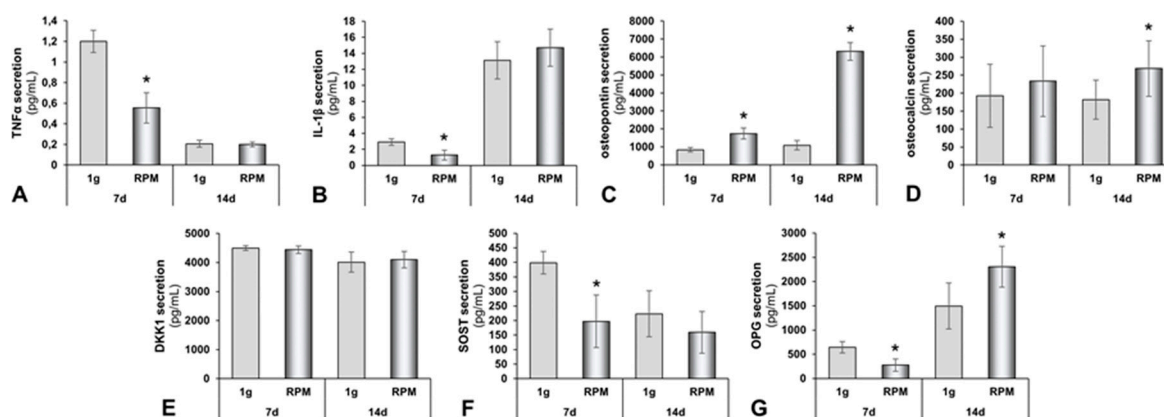 TNFα secretion
(pg/mL)
1,4
1,2
1
0,8
0,6
0,4
0,2
0
*
1g RPM 1g RPM
7d 14d
A
IL-1β secretion
(pg/mL)
18
16
14
12
10
8
6
4
2
0
*
1g RPM 1g RPM
7d 14d
B
osteopontin secretion
(pg/mL)
8000
7000
6000
5000
4000
3000
2000
1000
0
* *
1g RPM 1g RPM
7d 14d
C
osteocalcin secretion
(pg/mL)
400
350
300
250
200
150
100
50
0
*
1g RPM 1g RPM
7d 14d
D
DKK1 secretion
(pg/mL)
5000
4000
3000
2000
1000
0
1g RPM 1g RPM
7d 14d
E
SOST secretion
(pg/mL)
500
450
400
350
300
250
200
150
100
50
0
*
1g RPM 1g RPM
7d 14d
F
OPG secretion
(pg/mL)
3000
2500
2000
1500
1000
500
0
* *
1g RPM 1g RPM
7d 14d
G